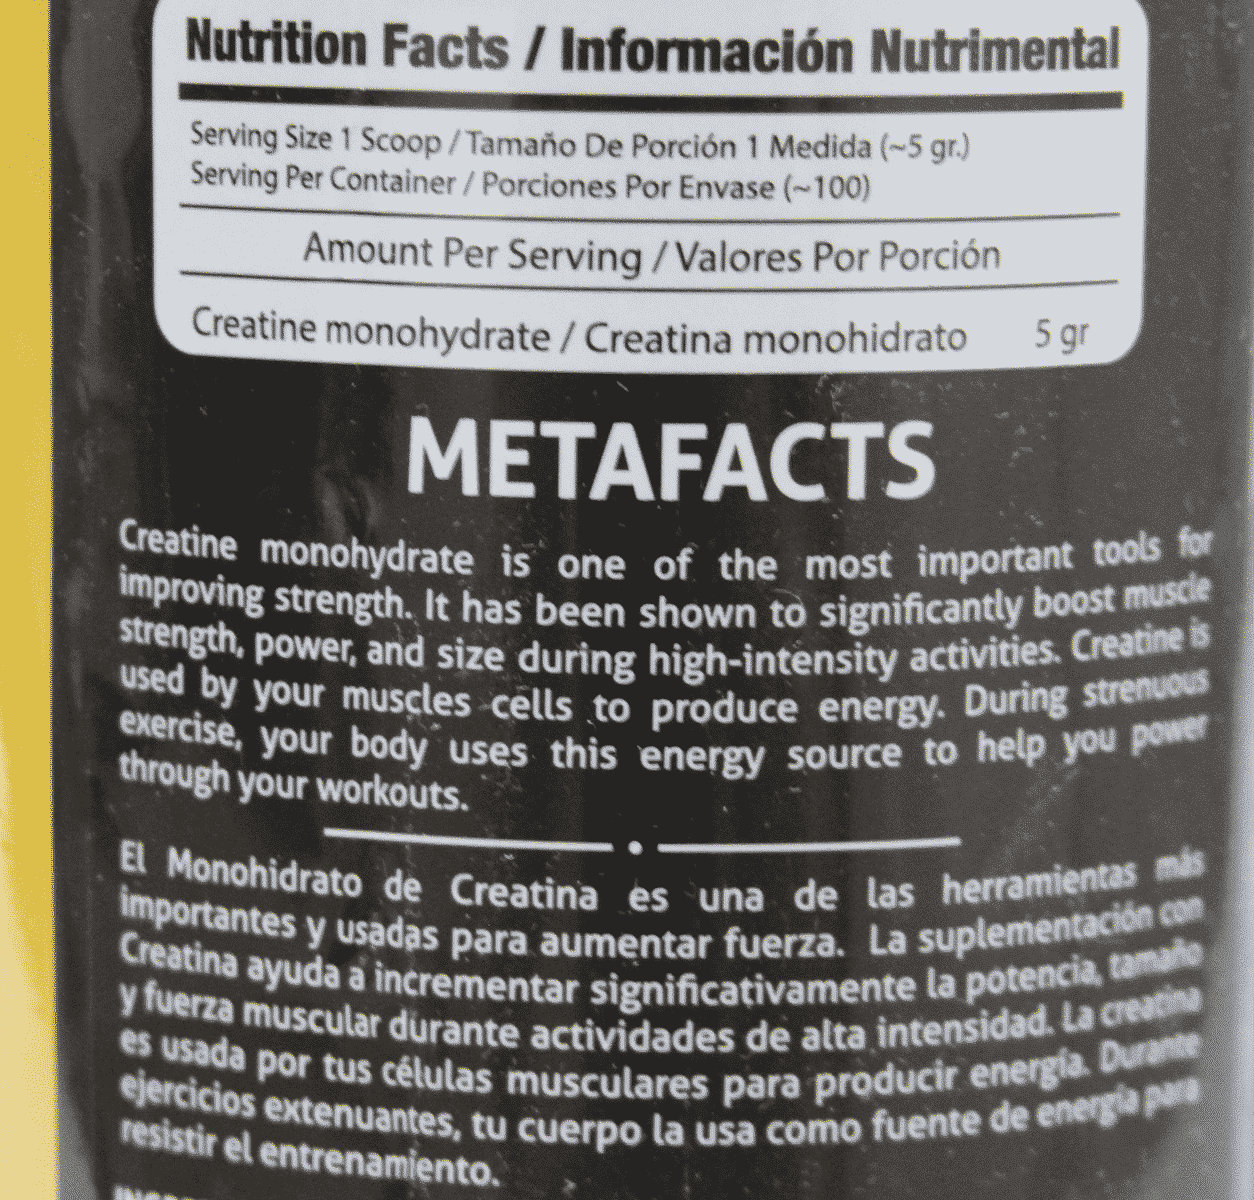 Nutrition Facts / Información Nutrimental
Serving Size 1 Scoop / Tamaño De Porción 1 Medida (~5 gr.)
Serving Per Container / Porciones Por Envase (~100)
Amount Per Serving / Valores Por Porción
Creatine monohydrate / Creatina monohidrato 5 gr
METAFACTS
Creatine monohydrate is one of the most important tools for
improving strength. It has been shown to significantly boost muscle
strength, power, and size during high-intensity activities. Creatine is
used by your muscles cells to produce energy. During strenuous
exercise, your body uses this energy source to help you power
through your workouts.
El Monohidrato de Creatina es una de las herramientas más
importantes y usadas para aumentar fuerza. La suplementación con
Creatina ayuda a incrementar significativamente la potencia, tamaño
y fuerza muscular durante actividades de alta intensidad. La creatina
es usada por tus células musculares para producir energía. Durante
ejercicios extenuantes, tu cuerpo la usa como fuente de energía para
resistir el entrenamiento.